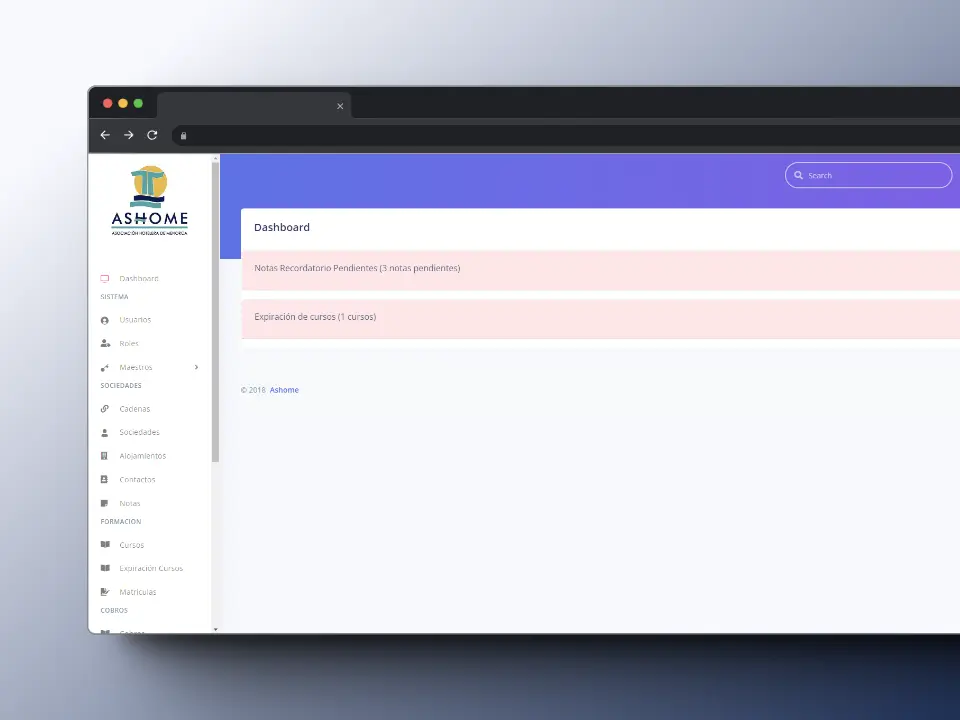 ASHOME
ASOCIACIÓN HOTELERA DE MENORCA
Search
Dashboard
SISTEMA
Usuarios
Roles
Maestros
SOCIEDADES
Cadenas
Sociedades
Alojamientos
Contactos
Notas
FORMACIÓN
Cursos
Expiración Cursos
Matrículas
COBROS
Cobros
Dashboard
Notas Recordatorio Pendientes (3 notas pendientes)
Expiración de cursos (1 cursos)
© 2018 Ashome